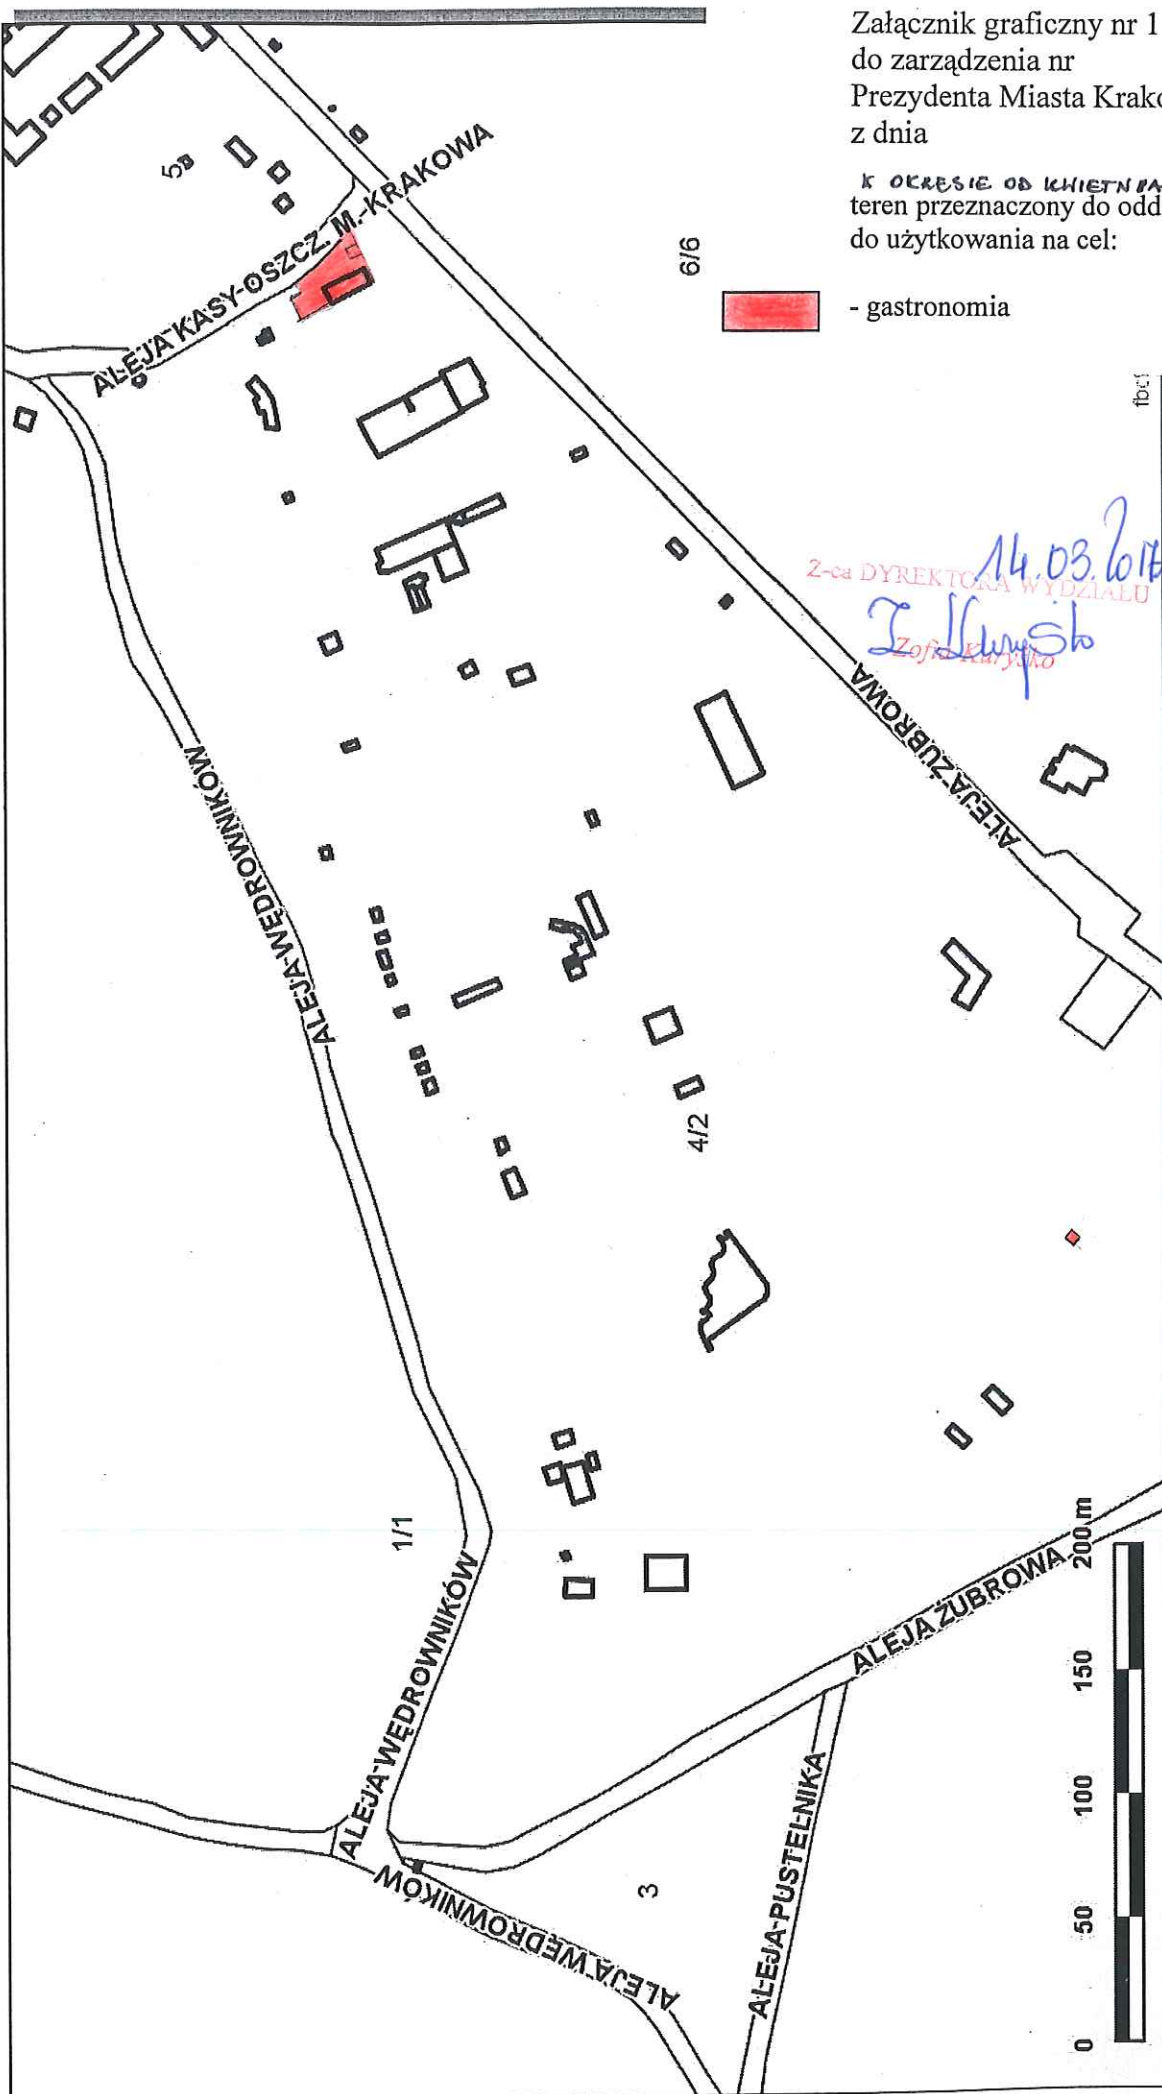 Załącznik graficzny nr 1
do zarządzenia nr
Prezydenta Miasta Krako
z dnia
K OKRESIE OD KWIETNIA
teren przeznaczony do odd
do użytkowania na cel:
- gastronomia
6/6
5
ALEJA KASY OSZCZ. M. KRAKOWA
14.03.2017
Z-ca DYREKTORA WYDZIAŁU
Zofia Kuryśko
ALEJA ŻUBROWA
ALEJA WĘDROWNIKÓW
ALEJA WĘDROWNIKÓW
4/2
1/1
ALEJA WĘDROWNIKÓW
ALEJA ŻUBROWA
ALEJA WĘDROWNIKÓW
3
ALEJA PUSTELNIKA
0 50 100 150 200 m